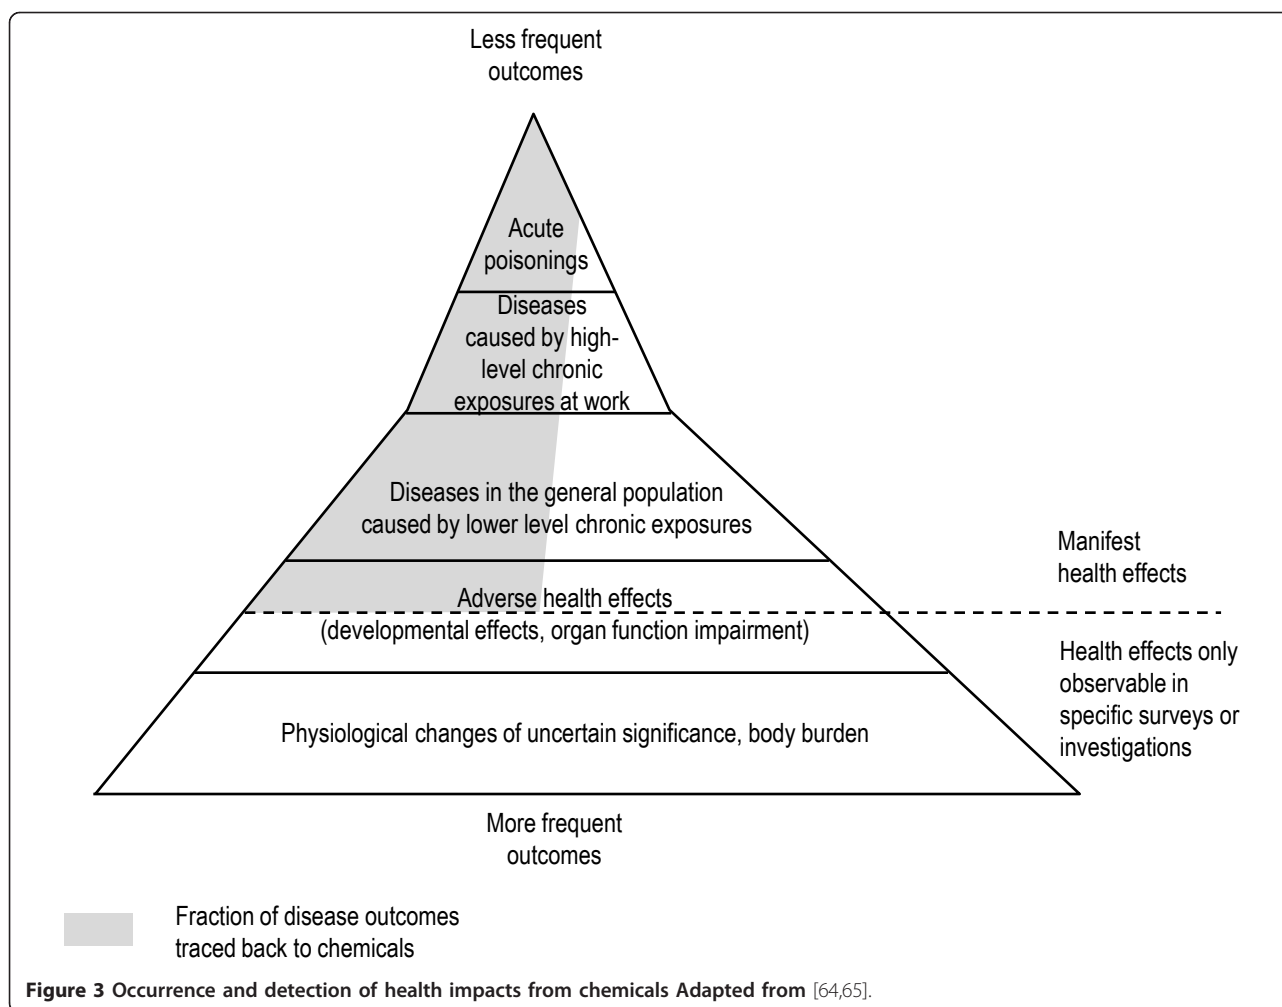 Less frequent
outcomes
Acute
poisonings
Diseases
caused by high-
level chronic
exposures at work
Diseases in the general population
caused by lower level chronic exposures
Manifest
health effects
Adverse health effects
(developmental effects, organ function impairment)
Health effects only
observable in
specific surveys or
investigations
Physiological changes of uncertain significance, body burden
More frequent
outcomes
Fraction of disease outcomes
traced back to chemicals
Figure 3 Occurrence and detection of health impacts from chemicals Adapted from [64,65].